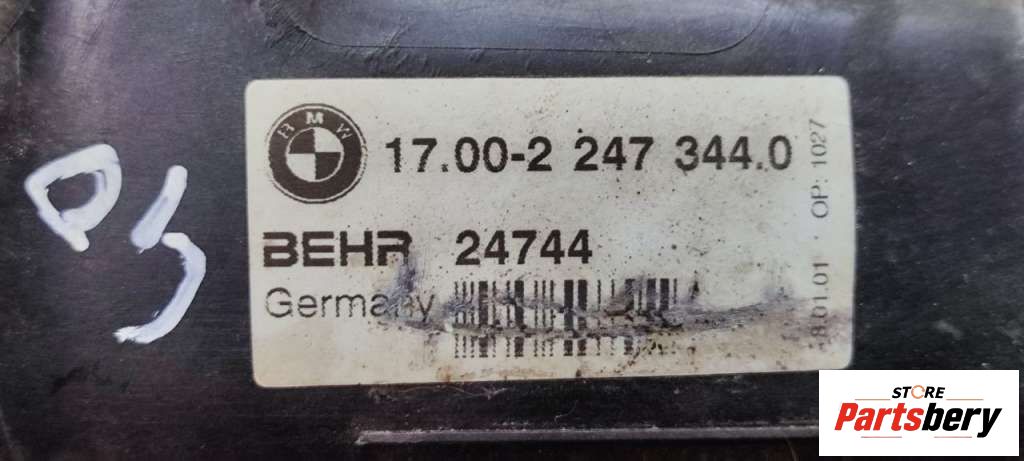 BMW
17.00-2 247 344.0
BEHR 24744
Germany
8.01.01 OP: 1027
STORE
Partsbery